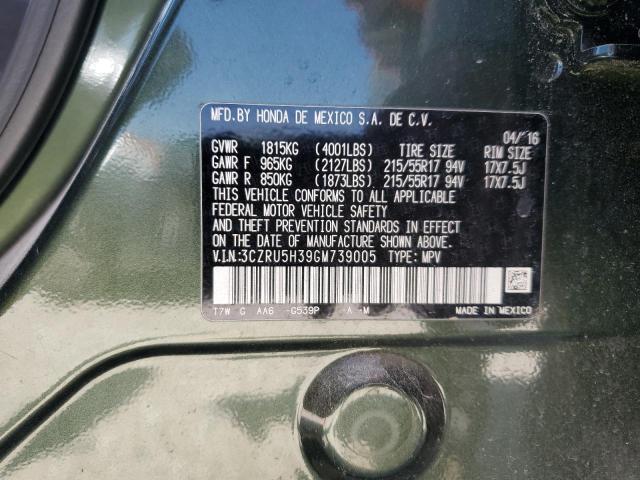 MFD.BY HONDA DE MEXICO S.A. DE C.V.
04/16
GVWR 1815KG (4001LBS) TIRE SIZE RIM SIZE
GAWR F 965KG (2127LBS) 215/55R17 94V 17X7.5J
GAWR R 850KG (1873LBS) 215/55R17 94V 17X7.5J
THIS VEHICLE CONFORMS TO ALL APPLICABLE
FEDERAL MOTOR VEHICLE SAFETY
AND THEFT PREVENTION STANDARDS IN EFFECT
ON THE DATE OF MANUFACTURE SHOWN ABOVE.
V.I.N:3CZRU5H39GM739005 TYPE: MPV
T7W G AA6 -G539P -A -M
MADE IN MEXICO